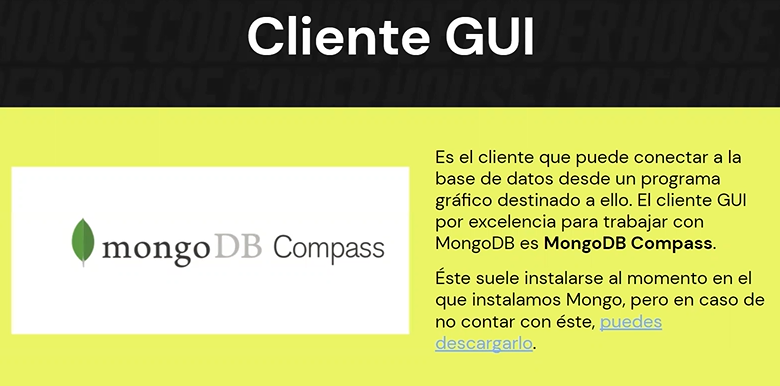 Cliente GUI
Es el cliente que puede conectar a la
base de datos desde un programa
gráfico destinado a ello. El cliente GUI
por excelencia para trabajar con
MongoDB es MongoDB Compass.
Éste suele instalarse al momento en el
que instalamos Mongo, pero en caso de
no contar con éste, puedes
descargarlo.
mongoDB Compass